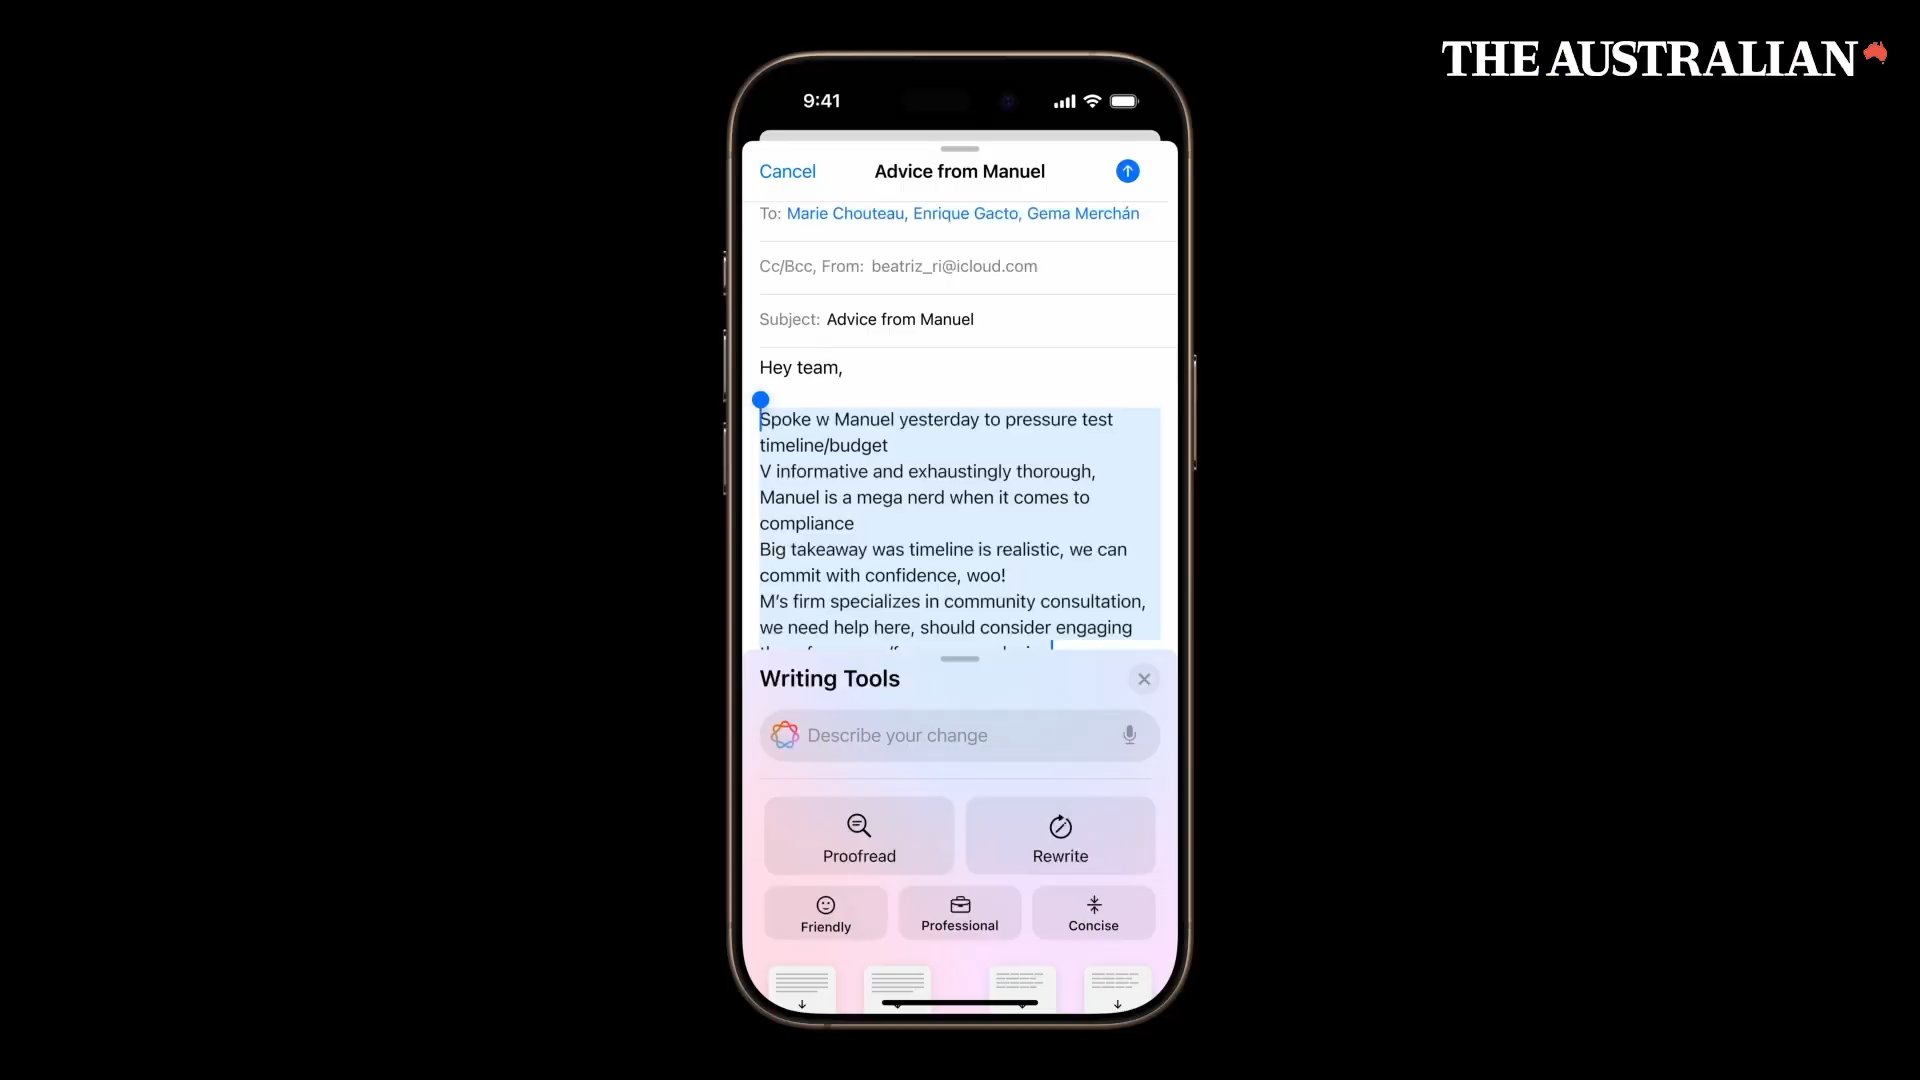 THE AUSTRALIAN
9:41
Cancel
Advice from Manuel
To: Marie Chouteau, Enrique Gacto, Gema Merchán
Cc/Bcc, From: beatriz_ri@icloud.com
Subject: Advice from Manuel
Hey team,
Spoke w Manuel yesterday to pressure test
timeline/budget
V informative and exhaustingly thorough,
Manuel is a mega nerd when it comes to
compliance
Big takeaway was timeline is realistic, we can
commit with confidence, woo!
M’s firm specializes in community consultation,
we need help here, should consider engaging
Writing Tools
Describe your change
Proofread
Rewrite
Friendly
Professional
Concise